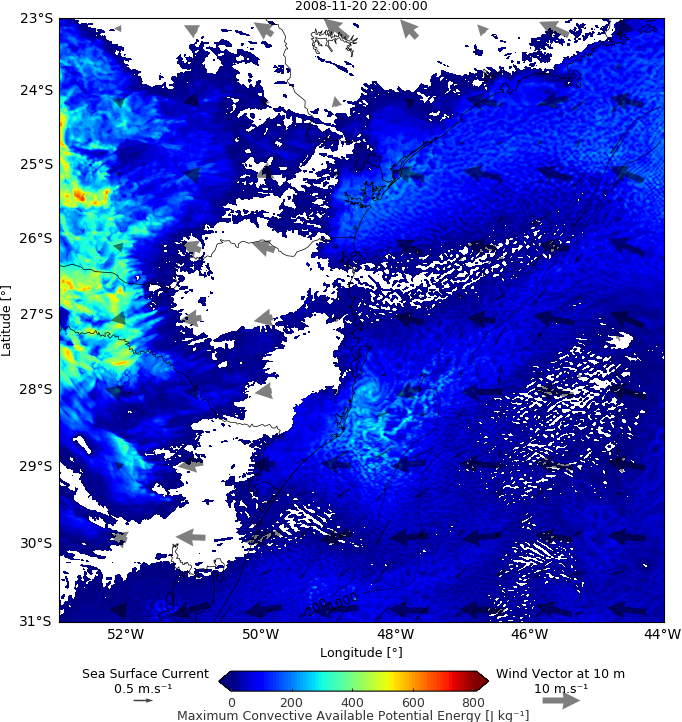 2008-11-20 22:00:00
23°S
24°S
25°S
26°S
27°S
28°S
29°S
30°S
31°S
Latitude [°]
52°W 50°W 48°W 46°W 44°W
Longitude [°]
Sea Surface Current
0.5 m.s⁻¹
Wind Vector at 10 m
10 m.s⁻¹
0 200 400 600 800
Maximum Convective Available Potential Energy [J kg⁻¹]